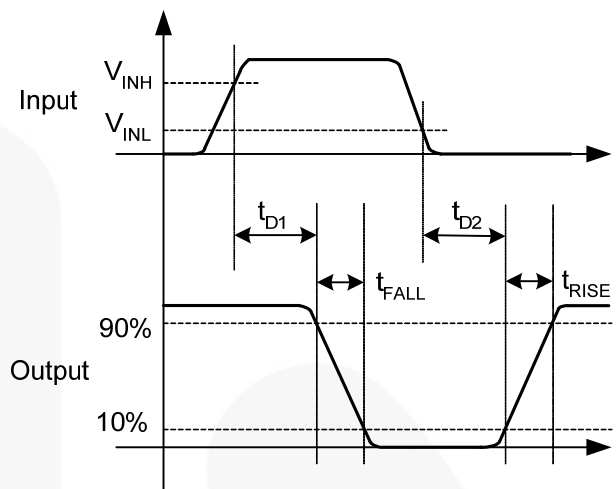 V_INH
Input
V_INL
t_D1
t_D2
t_FALL
t_RISE
90%
Output
10%